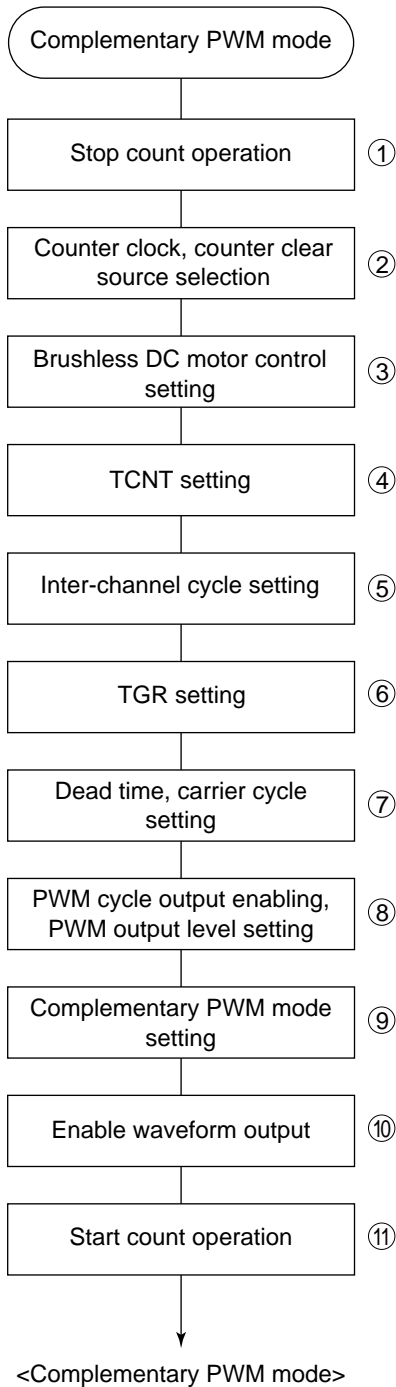 Complementary PWM mode
Stop count operation
①
Counter clock, counter clear
source selection
②
Brushless DC motor control
setting
③
TCNT setting
④
Inter-channel cycle setting
⑤
TGR setting
⑥
Dead time, carrier cycle
setting
⑦
PWM cycle output enabling,
PWM output level setting
⑧
Complementary PWM mode
setting
⑨
Enable waveform output
⑩
Start count operation
⑪
<Complementary PWM mode>